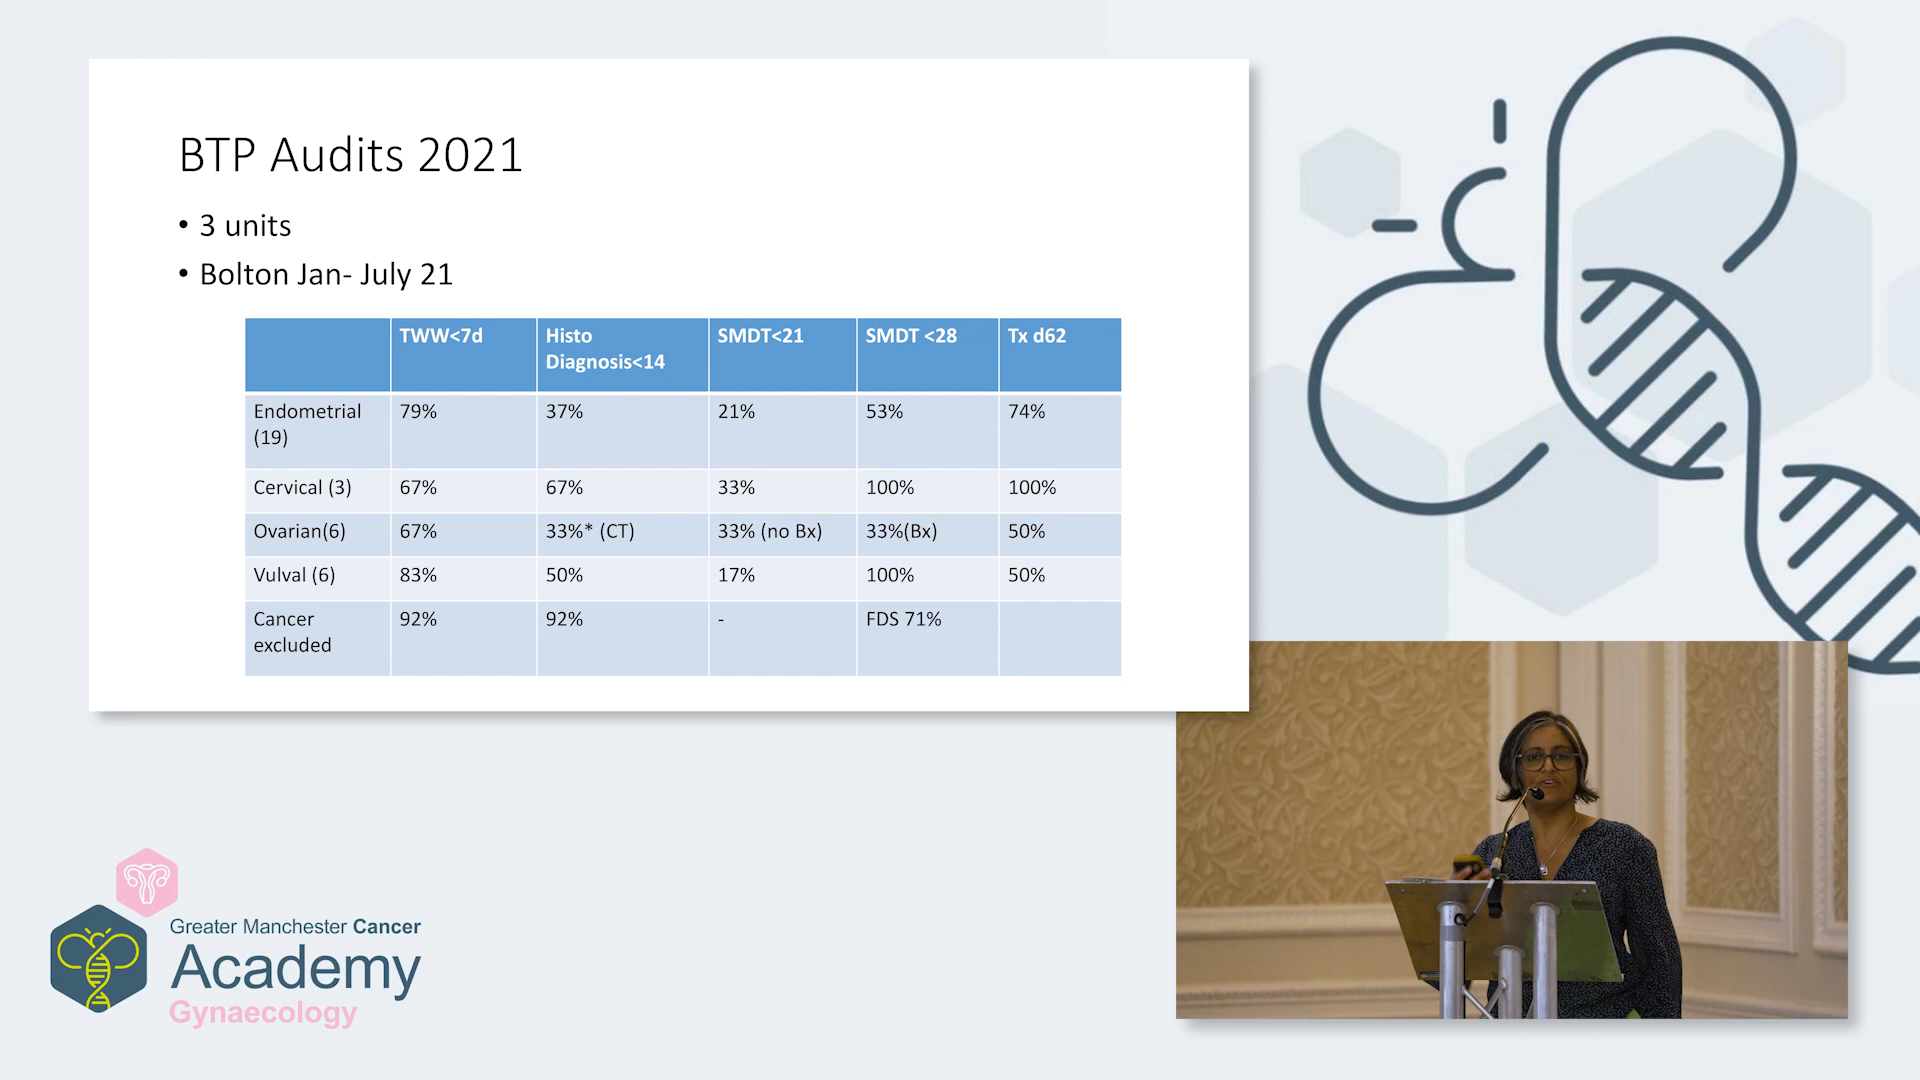 BTP Audits 2021
• 3 units
• Bolton Jan- July 21
TWW<7d
Histo
Diagnosis<14
SMDT<21
SMDT <28
Tx d62
Endometrial
(19)
79%
37%
21%
53%
74%
Cervical (3)
67%
67%
33%
100%
100%
Ovarian(6)
67%
33%* (CT)
33% (no Bx)
33%(Bx)
50%
Vulval (6)
83%
50%
17%
100%
50%
Cancer
excluded
92%
92%
-
FDS 71%
Greater Manchester Cancer
Academy
Gynaecology